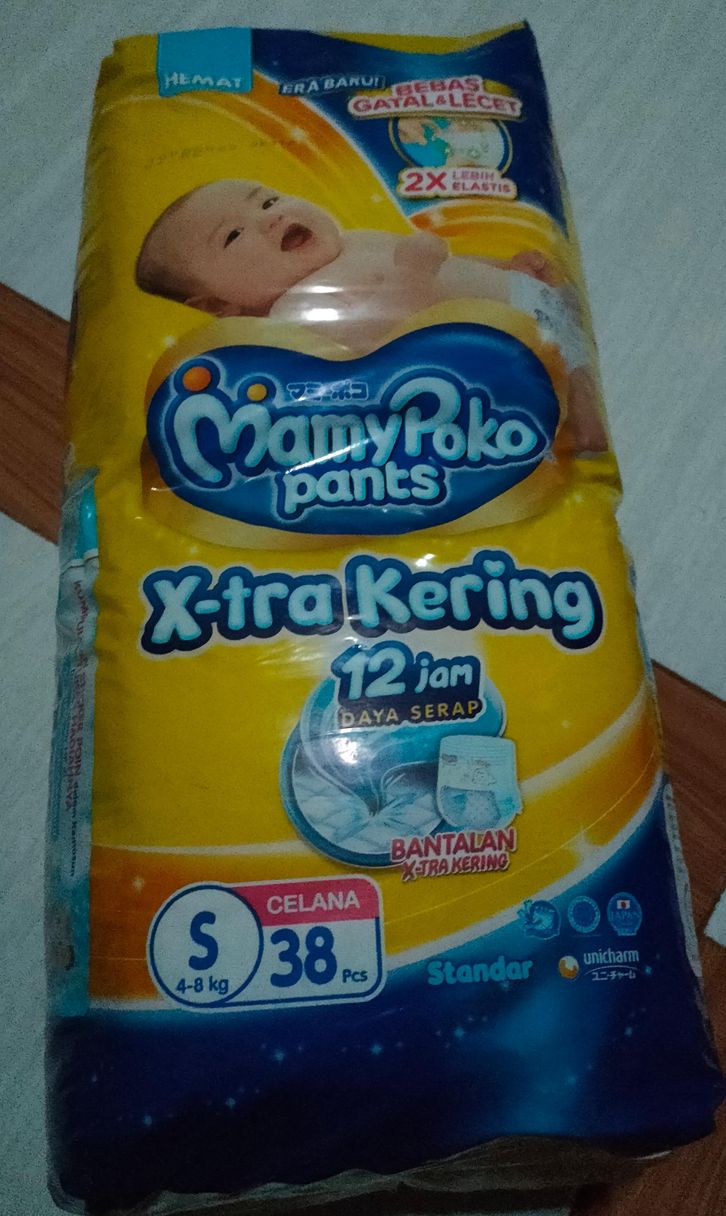 HEMAT
ERA BARU!
BEBAS
GATAL & LECET
2X LEBIH
ELASTIS
マミーポコ
MamyPoko
pants
X-tra Kering
12 jam
DAYA SERAP
BANTALAN
X-TRA KERING
S
4-8 kg
CELANA
38 Pcs
JAPAN
Standar
unicharm
ユニ・チャーム